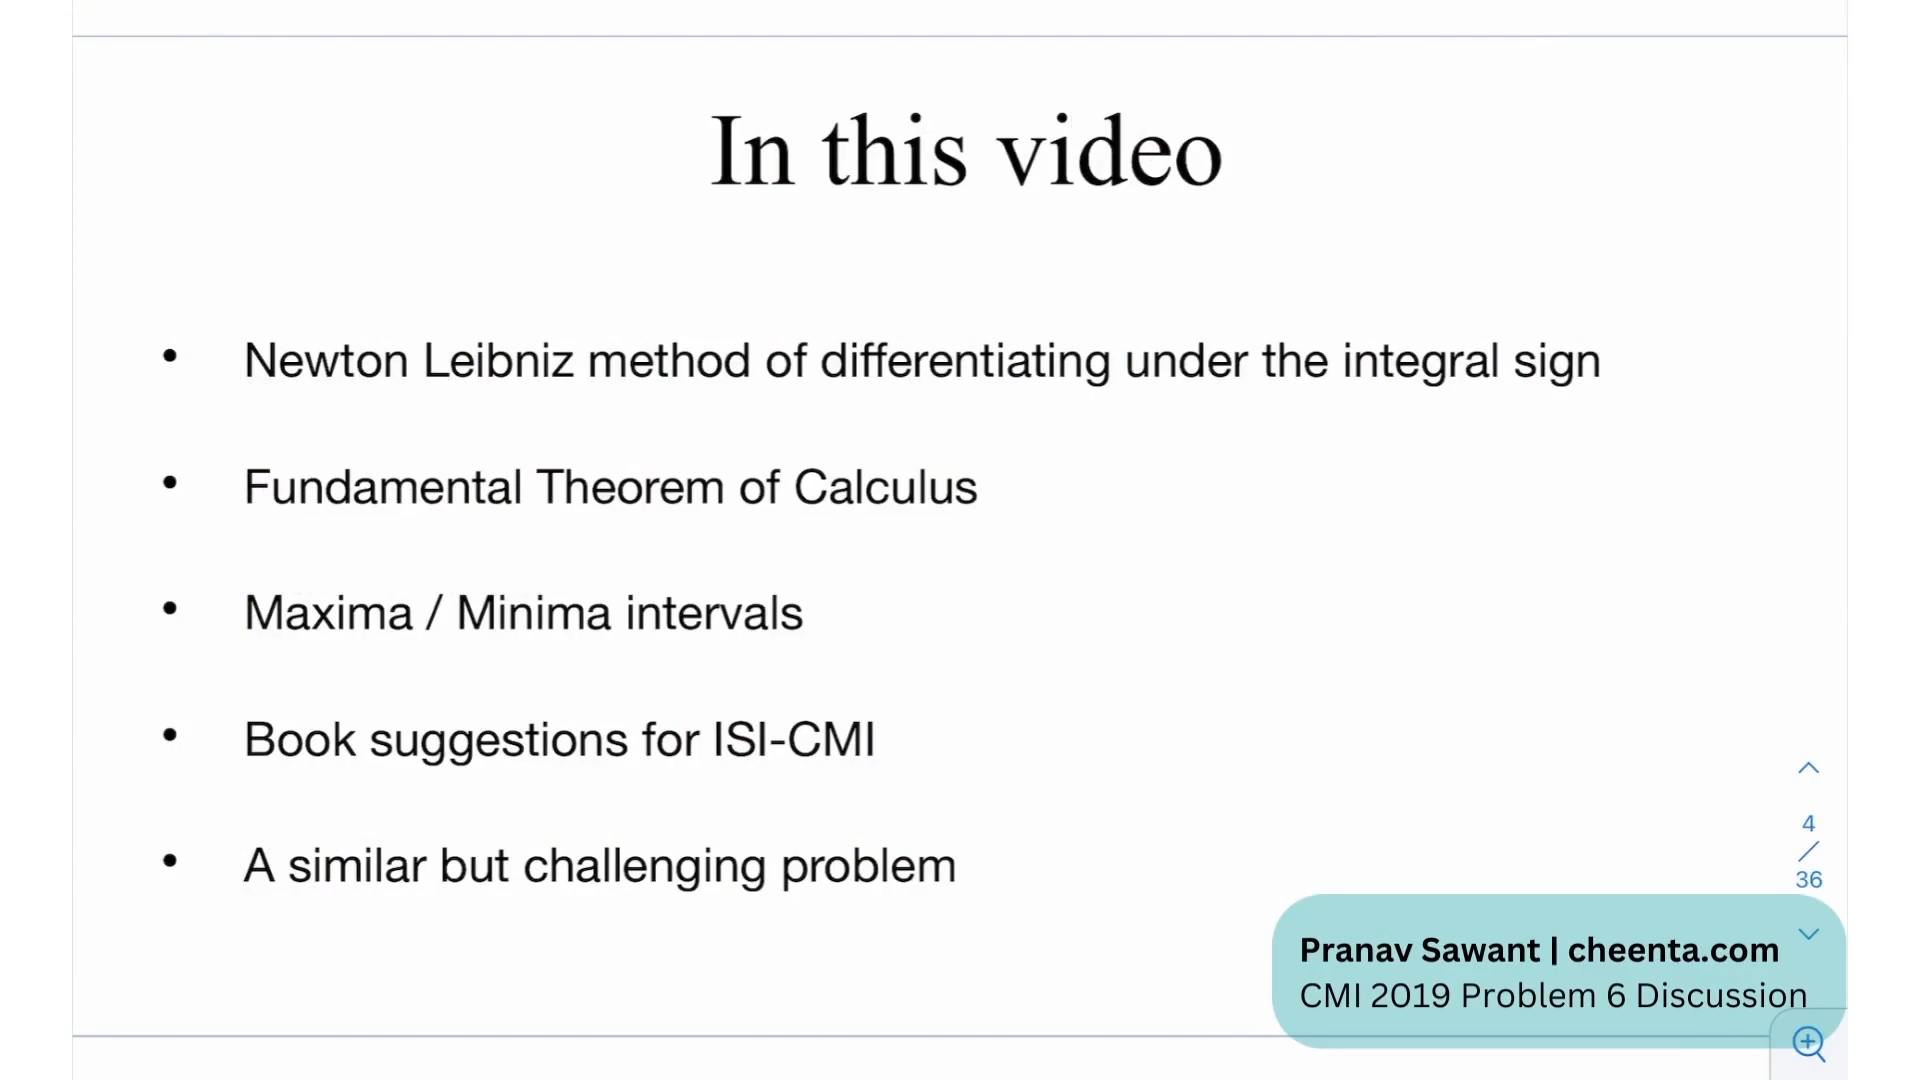 In this video
• Newton Leibniz method of differentiating under the integral sign
• Fundamental Theorem of Calculus
• Maxima / Minima intervals
• Book suggestions for ISI-CMI
• A similar but challenging problem
4
/
36
Pranav Sawant | cheenta.com
CMI 2019 Problem 6 Discussion